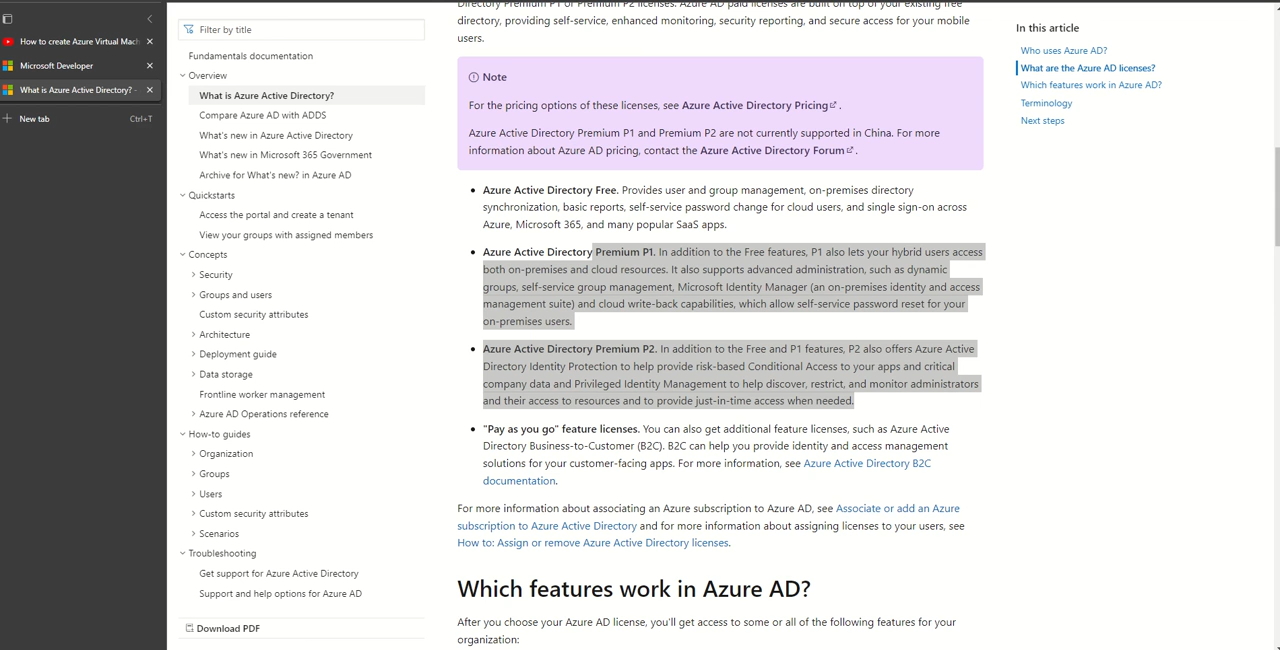 How to create Azure Virtual Mach
Microsoft Developer
What is Azure Active Directory? -
New tab
Ctrl+T
Filter by title
Fundamentals documentation
Overview
What is Azure Active Directory?
Compare Azure AD with ADDS
What's new in Azure Active Directory
What's new in Microsoft 365 Government
Archive for What's new? in Azure AD
Quickstarts
Access the portal and create a tenant
View your groups with assigned members
Concepts
Security
Groups and users
Custom security attributes
Architecture
Deployment guide
Data storage
Frontline worker management
Azure AD Operations reference
How-to guides
Organization
Groups
Users
Custom security attributes
Scenarios
Troubleshooting
Get support for Azure Active Directory
Support and help options for Azure AD
Download PDF
Directory Premium P1 or Premium P2 licenses. Azure AD paid licenses are built on top of your existing free
directory, providing self-service, enhanced monitoring, security reporting, and secure access for your mobile
users.
Note
For the pricing options of these licenses, see Azure Active Directory Pricing.
Azure Active Directory Premium P1 and Premium P2 are not currently supported in China. For more
information about Azure AD pricing, contact the Azure Active Directory Forum.
• Azure Active Directory Free. Provides user and group management, on-premises directory
synchronization, basic reports, self-service password change for cloud users, and single sign-on across
Azure, Microsoft 365, and many popular SaaS apps.
• Azure Active Directory Premium P1. In addition to the Free features, P1 also lets your hybrid users access
both on-premises and cloud resources. It also supports advanced administration, such as dynamic
groups, self-service group management, Microsoft Identity Manager (an on-premises identity and access
management suite) and cloud write-back capabilities, which allow self-service password reset for your
on-premises users.
• Azure Active Directory Premium P2. In addition to the Free and P1 features, P2 also offers Azure Active
Directory Identity Protection to help provide risk-based Conditional Access to your apps and critical
company data and Privileged Identity Management to help discover, restrict, and monitor administrators
and their access to resources and to provide just-in-time access when needed.
• "Pay as you go" feature licenses. You can also get additional feature licenses, such as Azure Active
Directory Business-to-Customer (B2C). B2C can help you provide identity and access management
solutions for your customer-facing apps. For more information, see Azure Active Directory B2C
documentation.
For more information about associating an Azure subscription to Azure AD, see Associate or add an Azure
subscription to Azure Active Directory and for more information about assigning licenses to your users, see
How to: Assign or remove Azure Active Directory licenses.
Which features work in Azure AD?
After you choose your Azure AD license, you'll get access to some or all of the following features for your
organization:
In this article
Who uses Azure AD?
What are the Azure AD licenses?
Which features work in Azure AD?
Terminology
Next steps